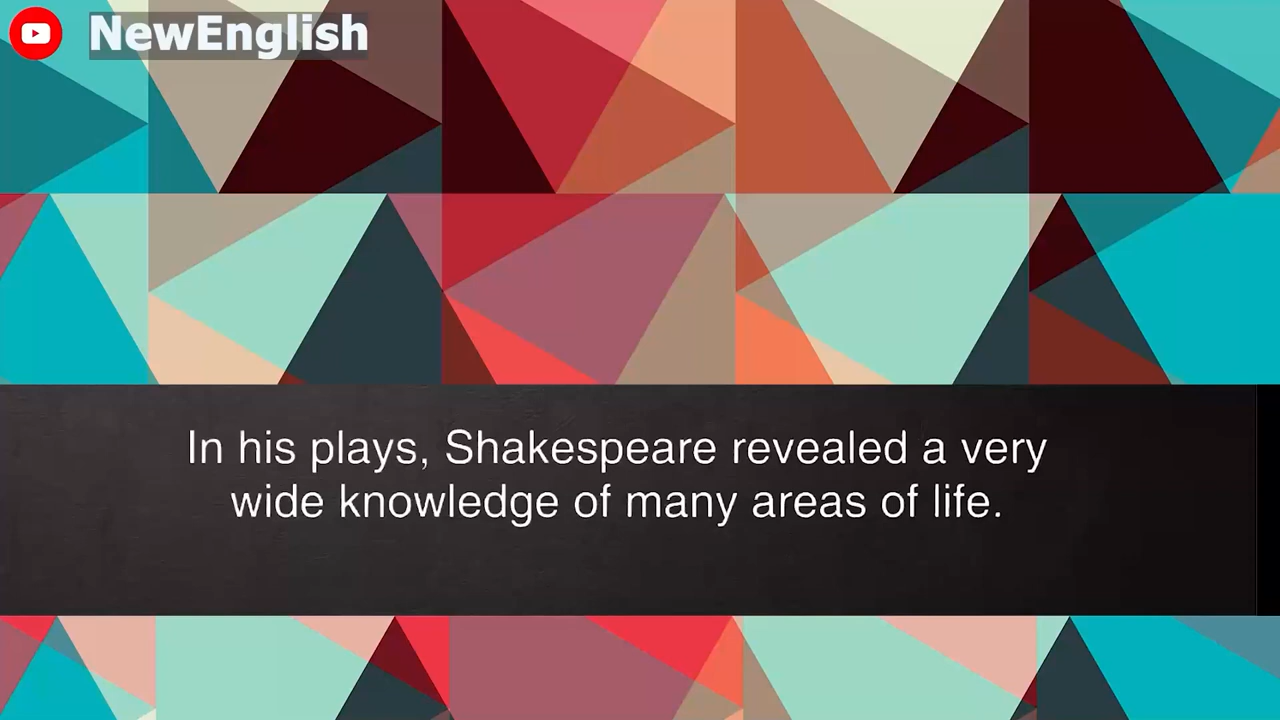 NewEnglish
In his plays, Shakespeare revealed a very
wide knowledge of many areas of life.